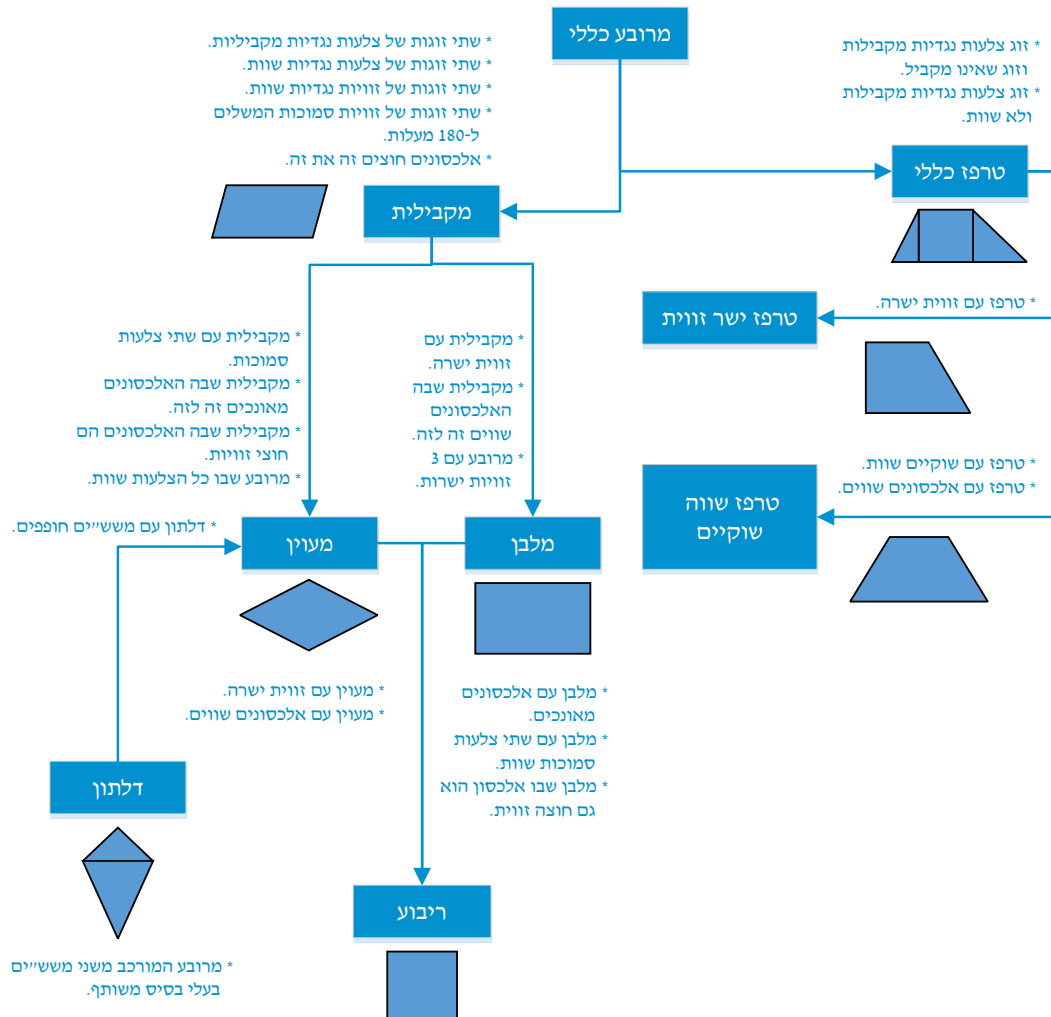 מרובע כללי
* שתי זוגות של צלעות נגדיות מקבילות.
* שתי זוגות של צלעות נגדיות שוות.
* שתי זוגות של זוויות נגדיות שוות.
* שתי זוגות של זוויות סמוכות המשלים
ל-180 מעלות.
* אלכסונים חוצים זה את זה.
* זוג צלעות נגדיות מקבילות
וזוג שאינו מקביל.
* זוג צלעות נגדיות מקבילות
ולא שוות.
טרפז כללי
מקבילית
* טרפז עם זווית ישרה.
טרפז ישר זווית
* מקבילית עם
זווית ישרה.
* מקבילית שבה
האלכסונים
שווים זה לזה.
* מרובע עם 3
זוויות ישרות.
* מקבילית עם שתי צלעות
סמוכות.
* מקבילית שבה האלכסונים
מאונכים זה לזה.
* מקבילית שבה האלכסונים הם
חוצי זוויות.
* מרובע שבו כל הצלעות שוות.
* טרפז עם שוקיים שוות.
* טרפז עם אלכסונים שווים.
טרפז שווה
שוקיים
מלבן
מעוין
* דלתון עם משש״ים חופפים.
* מלבן עם אלכסונים
מאונכים.
* מלבן עם שתי צלעות
סמוכות שוות.
* מלבן שבו אלכסון הוא
גם חוצה זווית.
* מעוין עם זווית ישרה.
* מעוין עם אלכסונים שווים.
דלתון
ריבוע
* מרובע המורכב משני משש״ים
בעלי בסיס משותף.